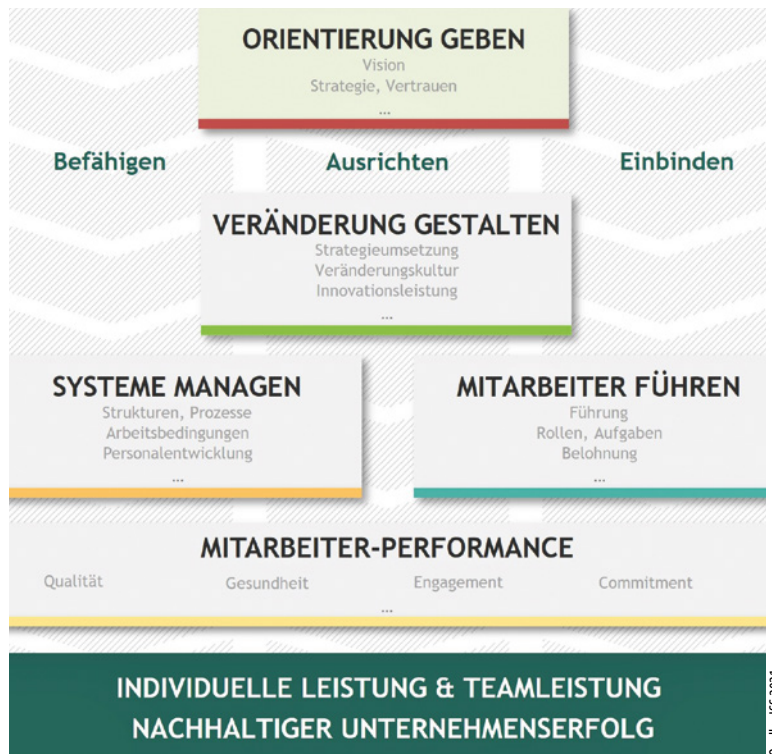 ORIENTIERUNG GEBEN
Vision
Strategie, Vertrauen
...
Befähigen Ausrichten Einbinden
VERÄNDERUNG GESTALTEN
Strategieumsetzung
Veränderungskultur
Innovationsleistung
...
SYSTEME MANAGEN
Strukturen, Prozesse
Arbeitsbedingungen
Personalentwicklung
...
MITARBEITER FÜHREN
Führung
Rollen, Aufgaben
Belohnung
...
MITARBEITER-PERFORMANCE
Qualität Gesundheit Engagement Commitment
...
INDIVIDUELLE LEISTUNG & TEAMLEISTUNG
NACHHALTIGER UNTERNEHMENSERFOLG